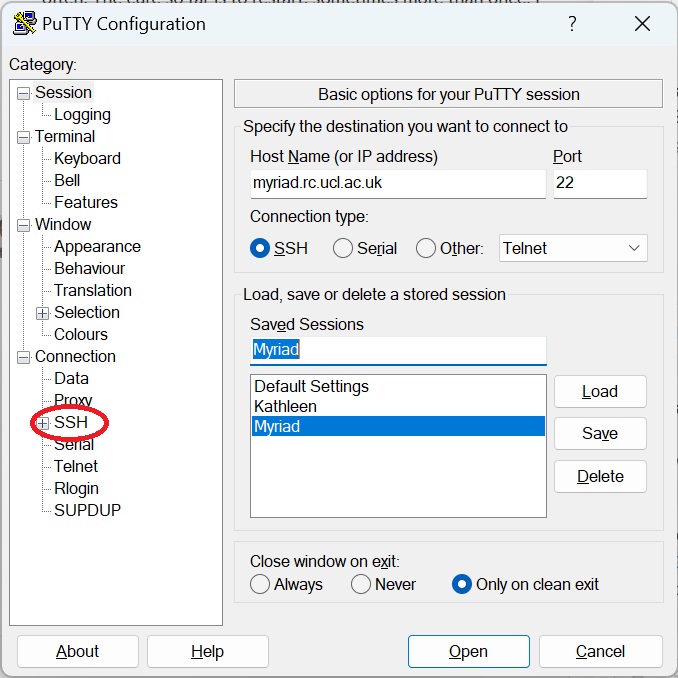 PuTTY Configuration
?
Category:
Session
Logging
Terminal
Keyboard
Bell
Features
Window
Appearance
Behaviour
Translation
Selection
Colours
Connection
Data
Proxy
SSH
Serial
Telnet
Rlogin
SUPDUP
Basic options for your PuTTY session
Specify the destination you want to connect to
Host Name (or IP address) Port
myriad.rc.ucl.ac.uk 22
Connection type:
SSH Serial Other: Telnet
Load, save or delete a stored session
Saved Sessions
Myriad
Default Settings
Kathleen
Myriad
Load
Save
Delete
Close window on exit:
Always Never Only on clean exit
About Help Open Cancel